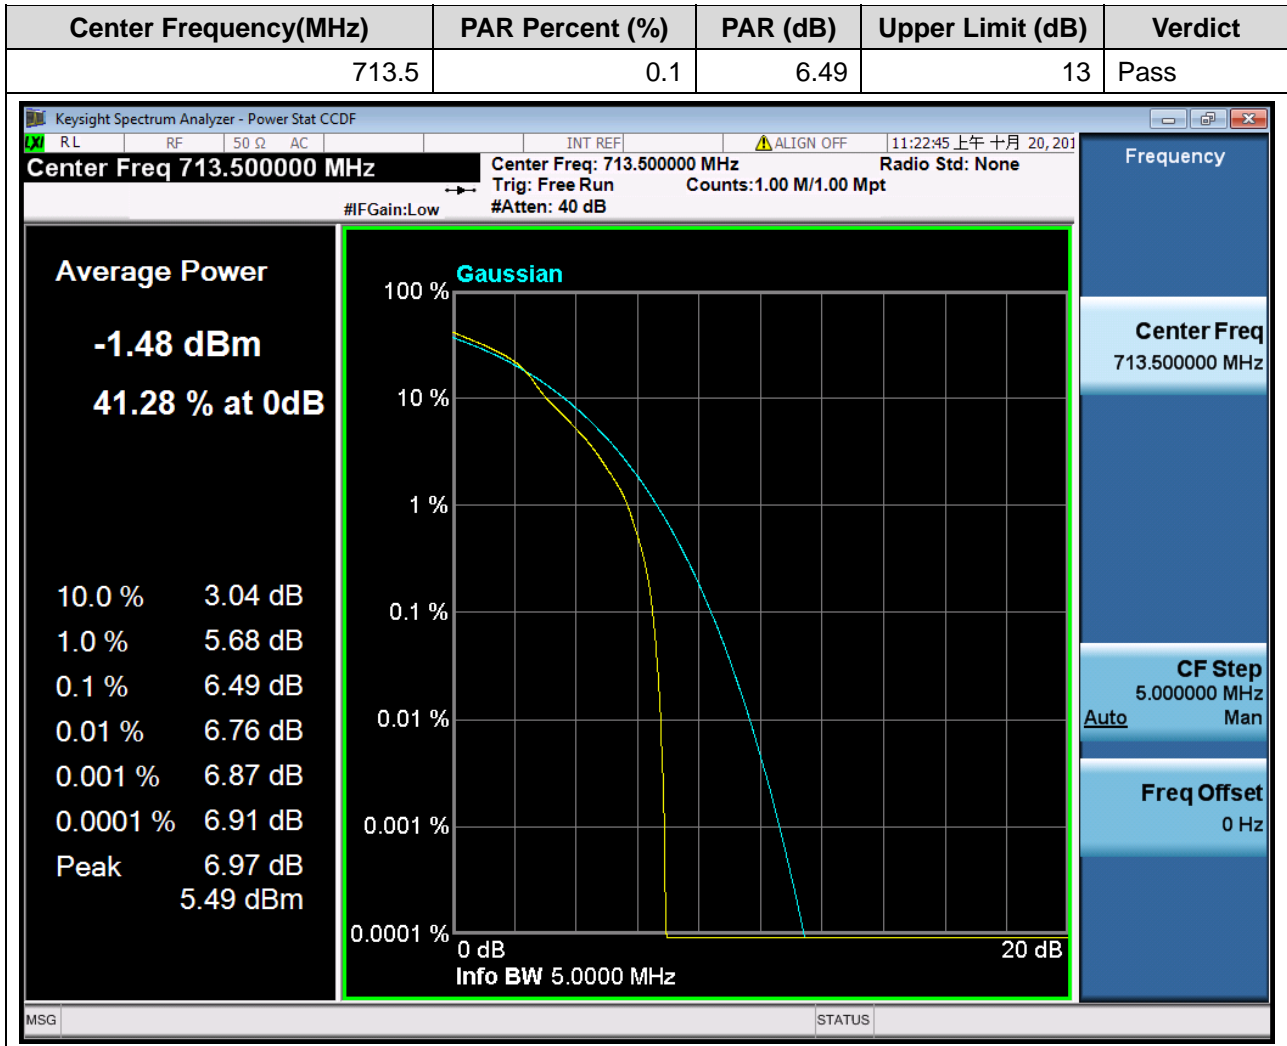 Center Frequency(MHz) PAR Percent (%) PAR (dB) Upper Limit (dB) Verdict
713.5 0.1 6.49 13 Pass
Keysight Spectrum Analyzer - Power Stat CCDF
LXI RL RF 50 Ω AC INT REF ALIGN OFF 11:22:45 上午 十月 20, 201
Center Freq 713.500000 MHz
Center Freq: 713.500000 MHz Radio Std: None
Trig: Free Run Counts:1.00 M/1.00 Mpt
#IFGain:Low #Atten: 40 dB
Average Power
-1.48 dBm
41.28 % at 0dB
10.0 % 3.04 dB
1.0 % 5.68 dB
0.1 % 6.49 dB
0.01 % 6.76 dB
0.001 % 6.87 dB
0.0001 % 6.91 dB
Peak 6.97 dB
5.49 dBm
Gaussian
100 %
10 %
1 %
0.1 %
0.01 %
0.001 %
0.0001 %
0 dB 20 dB
Info BW 5.0000 MHz
Frequency
Center Freq
713.500000 MHz
CF Step
5.000000 MHz
Auto Man
Freq Offset
0 Hz
MSG STATUS